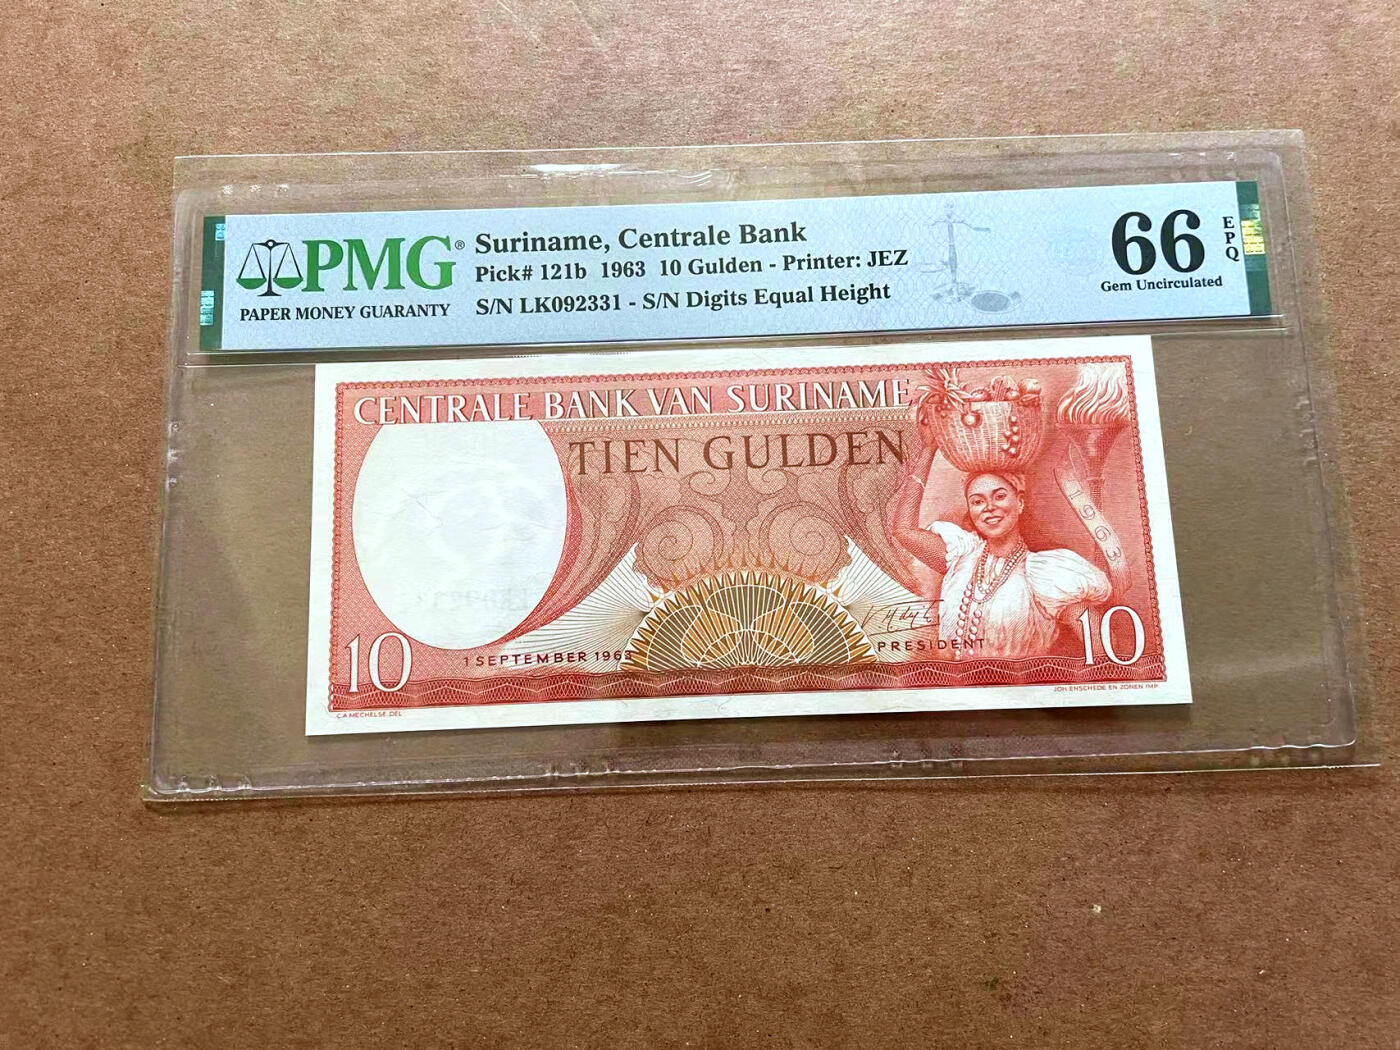 PMG®
PAPER MONEY GUARANTY
Suriname, Centrale Bank
Pick# 121b 1963 10 Gulden - Printer: JEZ
S/N LK092331 - S/N Digits Equal Height
66
EPQ
Gem Uncirculated
CENTRALE BANK VAN SURINAME
TIEN GULDEN
1963
10
1 SEPTEMBER 1963
PRESIDENT
10
C.A.MECHELSE.DEL.
JOH. ENSCHEDE EN ZONEN IMP.